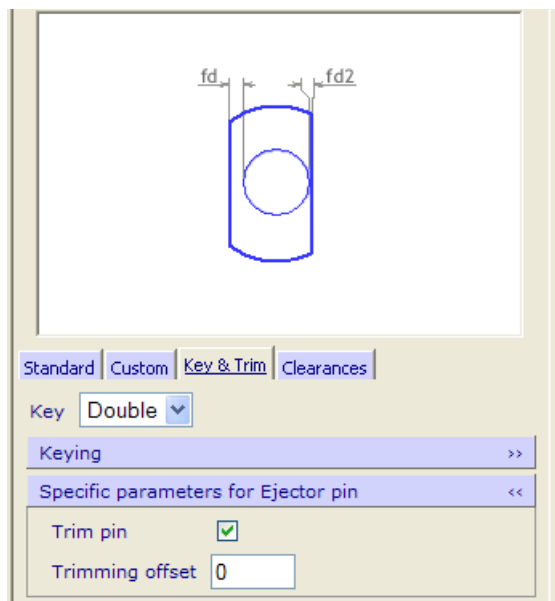 fd fd2
Standard Custom Key & Trim Clearances
Key Double
Keying >>
Specific parameters for Ejector pin <<
Trim pin
Trimming offset 0